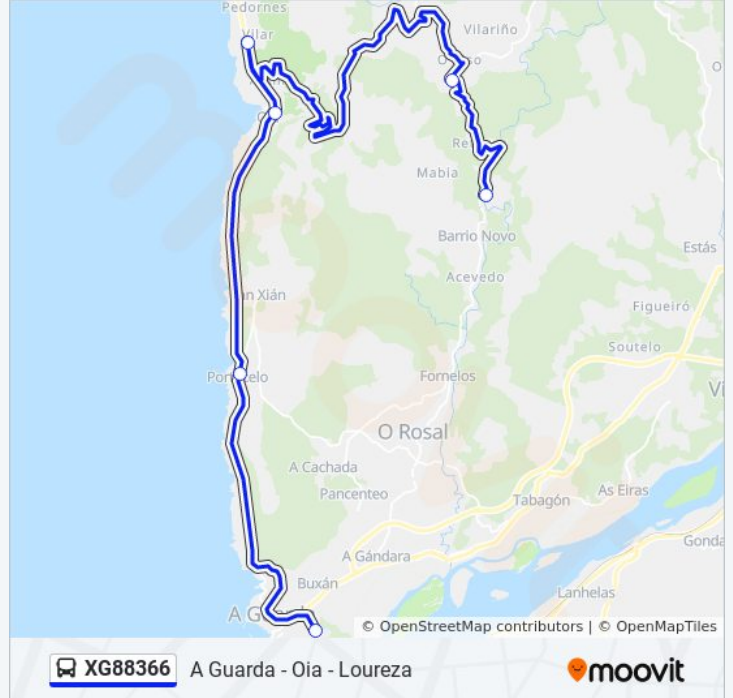 Pedornes
Vilar
Vilariño
Mabia
Barrio Novo
Estás
Acevedo
Figueiró
Soutelo
Fornelos
O Rosal
A Cachada
Pancenteo
Tabagón
As Eiras
A Gándara
Buxán
Lanhelas
© OpenStreetMap contributors | © OpenMapTiles
XG88366 A Guarda - Oia - Loureza
moovit